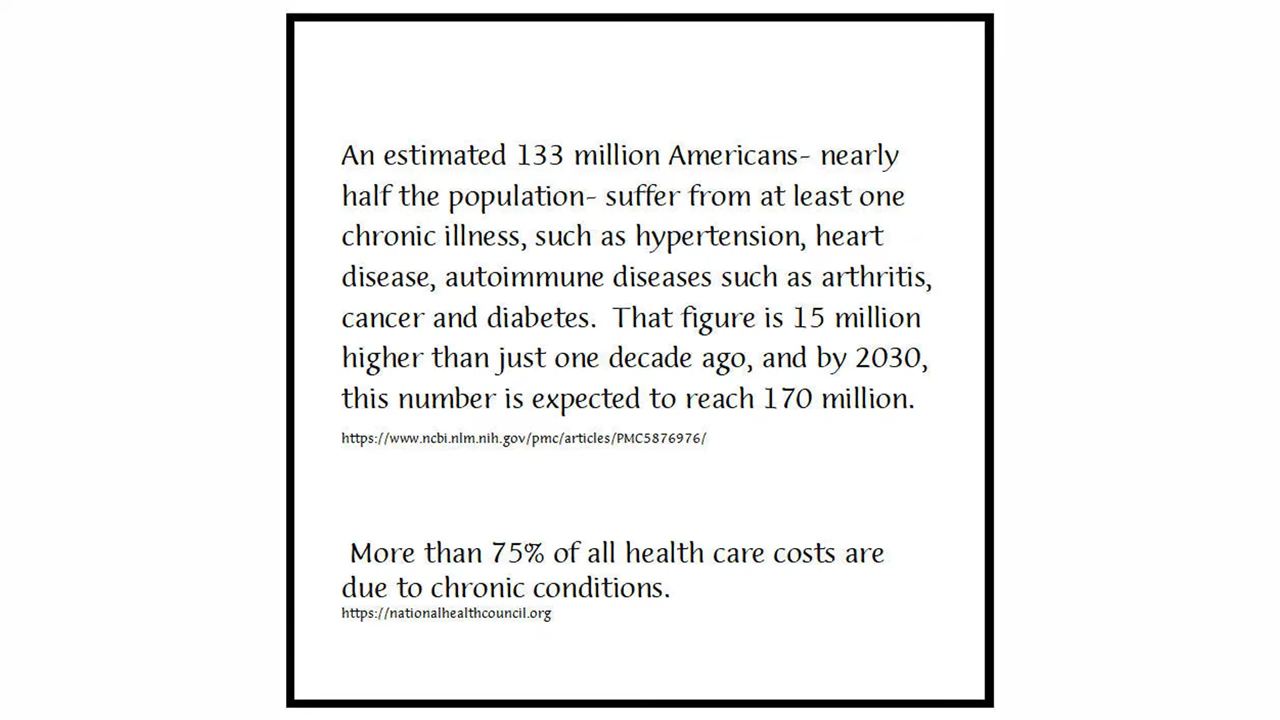 An estimated 133 million Americans- nearly
half the population- suffer from at least one
chronic illness, such as hypertension, heart
disease, autoimmune diseases such as arthritis,
cancer and diabetes.  That figure is 15 million
higher than just one decade ago, and by 2030,
this number is expected to reach 170 million.
https://www.ncbi.nlm.nih.gov/pmc/articles/PMC5876976/
More than 75% of all health care costs are
due to chronic conditions.
https://nationalhealthcouncil.org